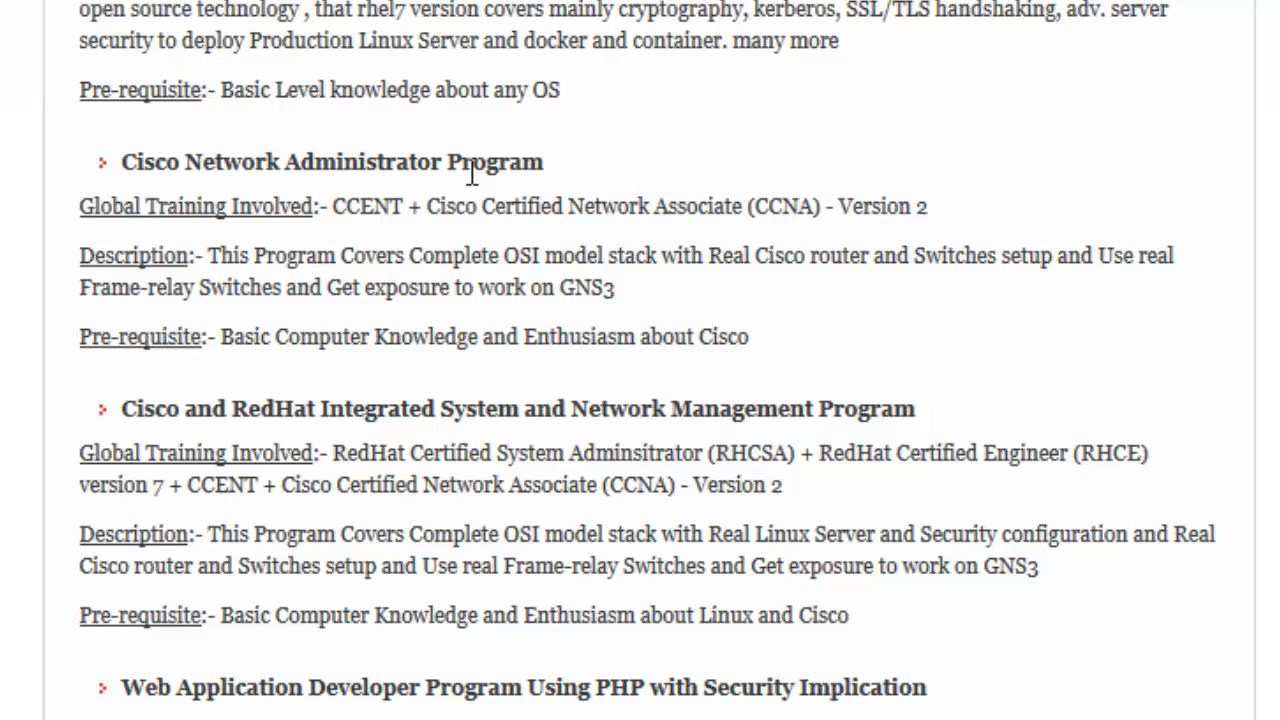 open source technology , that rhel7 version covers mainly cryptography, kerberos, SSL/TLS handshaking, adv. server
security to deploy Production Linux Server and docker and container. many more
Pre-requisite:- Basic Level knowledge about any OS
Cisco Network Administrator Program
Global Training Involved:- CCENT + Cisco Certified Network Associate (CCNA) - Version 2
Description:- This Program Covers Complete OSI model stack with Real Cisco router and Switches setup and Use real
Frame-relay Switches and Get exposure to work on GNS3
Pre-requisite:- Basic Computer Knowledge and Enthusiasm about Cisco
Cisco and RedHat Integrated System and Network Management Program
Global Training Involved:- RedHat Certified System Adminsitrator (RHCSA) + RedHat Certified Engineer (RHCE)
version 7 + CCENT + Cisco Certified Network Associate (CCNA) - Version 2
Description:- This Program Covers Complete OSI model stack with Real Linux Server and Security configuration and Real
Cisco router and Switches setup and Use real Frame-relay Switches and Get exposure to work on GNS3
Pre-requisite:- Basic Computer Knowledge and Enthusiasm about Linux and Cisco
Web Application Developer Program Using PHP with Security Implication